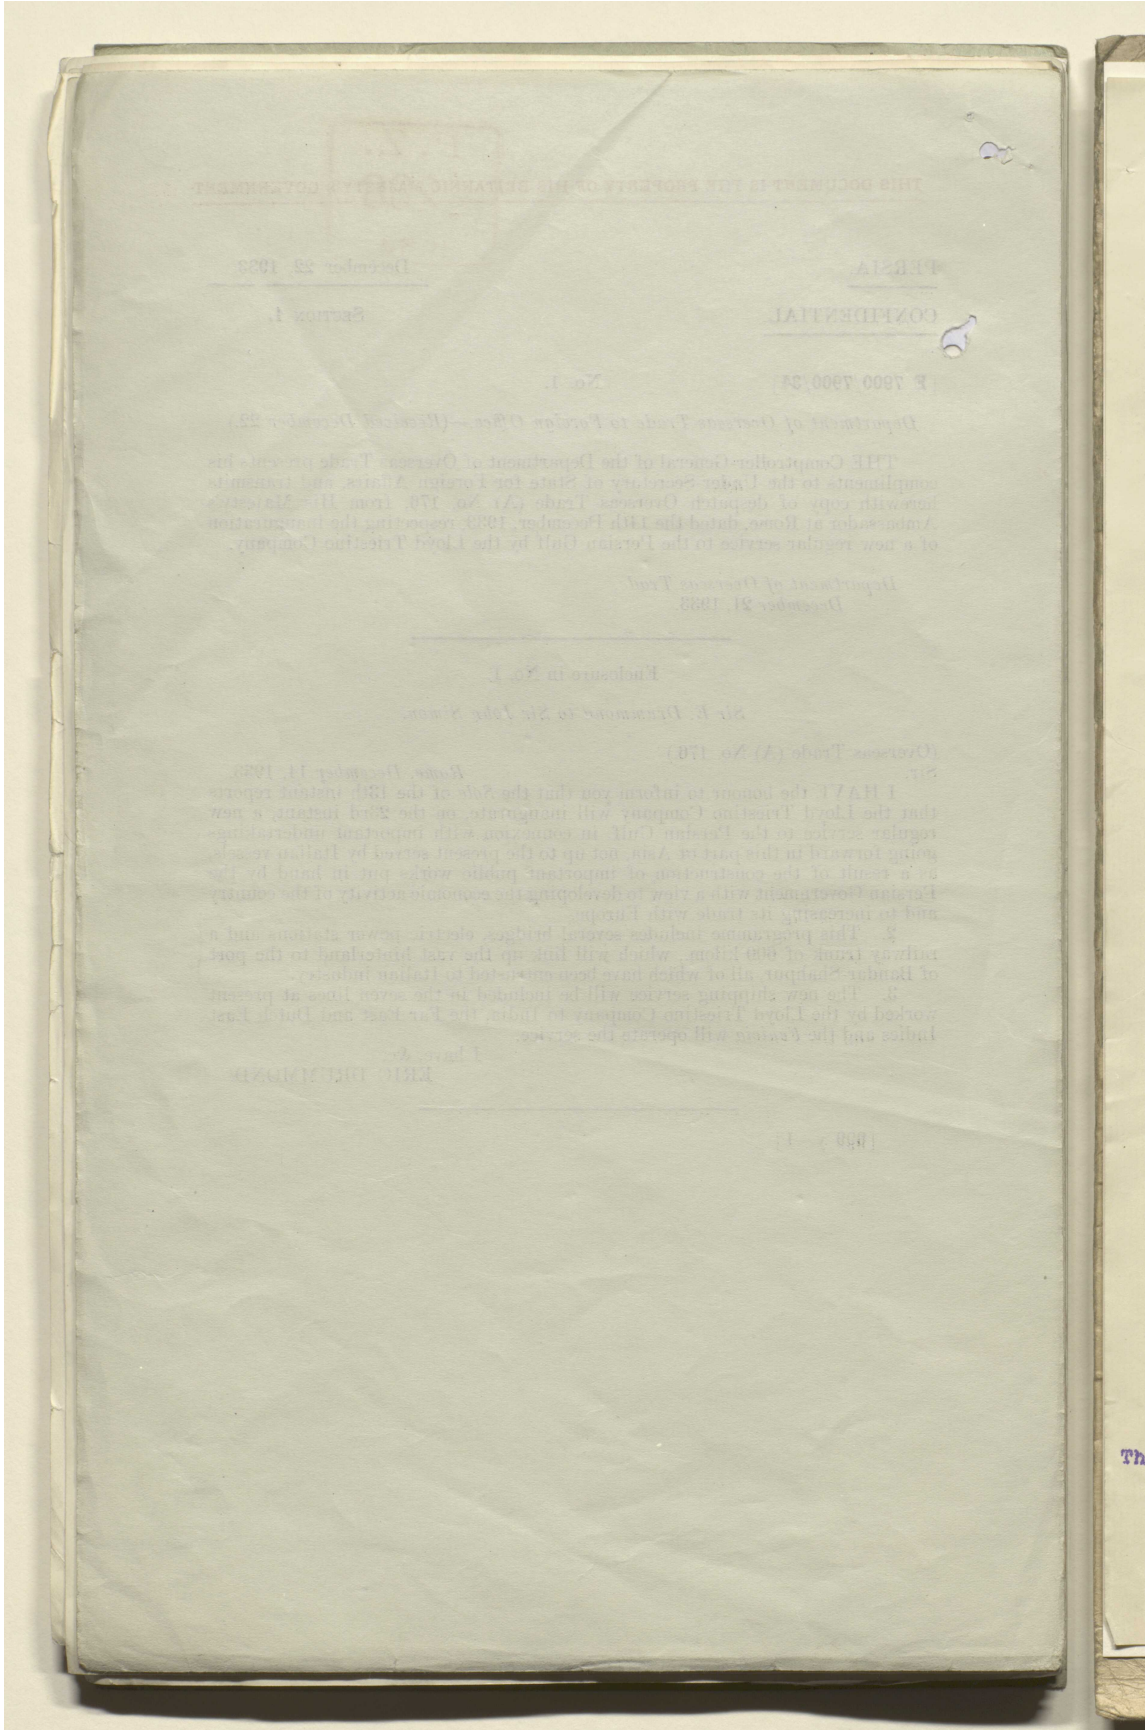 THIS DOCUMENT IS THE PROPERTY OF HIS BRITANNIC MAJESTY'S GOVERNMENT
PERSIA.
December 22, 1933
CONFIDENTIAL.
SECTION 1.
No. 1.
Department of Overseas Trade to Foreign Office.—(Received December 22.)
THE Comptroller-General of the Department of Overseas Trade presents his
compliments to the Under-Secretary of State for Foreign Affairs, and transmits
herewith copy of despatch Overseas Trade (A) No. 176, from His Majesty's
Ambassador at Rome, dated the 14th December, 1933, respecting the inauguration
of a new regular service to the Persian Gulf by the Lloyd Triestino Company.
Department of Overseas Trade,
December 21, 1933.
Enclosure in No. 1.
Sir E. Drummond to Sir John Simon.
(Overseas Trade (A) No. 176.)
Sir,
Rome, December 14, 1933.
I HAVE the honour to inform you that the Sole of the 13th instant reports
that the Lloyd Triestino Company will inaugurate, on the 23rd instant, a new
regular service to the Persian Gulf in connexion with important undertakings
going forward in this part of Asia, not up to the present served by Italian vessels,
as a result of the construction of important public works put in hand by the
Persian Government with a view to developing the economic activity of the country
and to increasing its trade with Europe.
2. This programme includes several bridges, electric power stations and a
railway trunk of 600 kilom., which will link up the vast hinterland to the port
of Bandar Shahpur, all of which have been entrusted to Italian industry.
3. The new shipping service will be included in the seven lines at present
worked by the Lloyd Triestino Company to India, the Far East and Dutch East
Indies and the will operate the service.
I have, &c.
ERIC DRUMMOND
Th